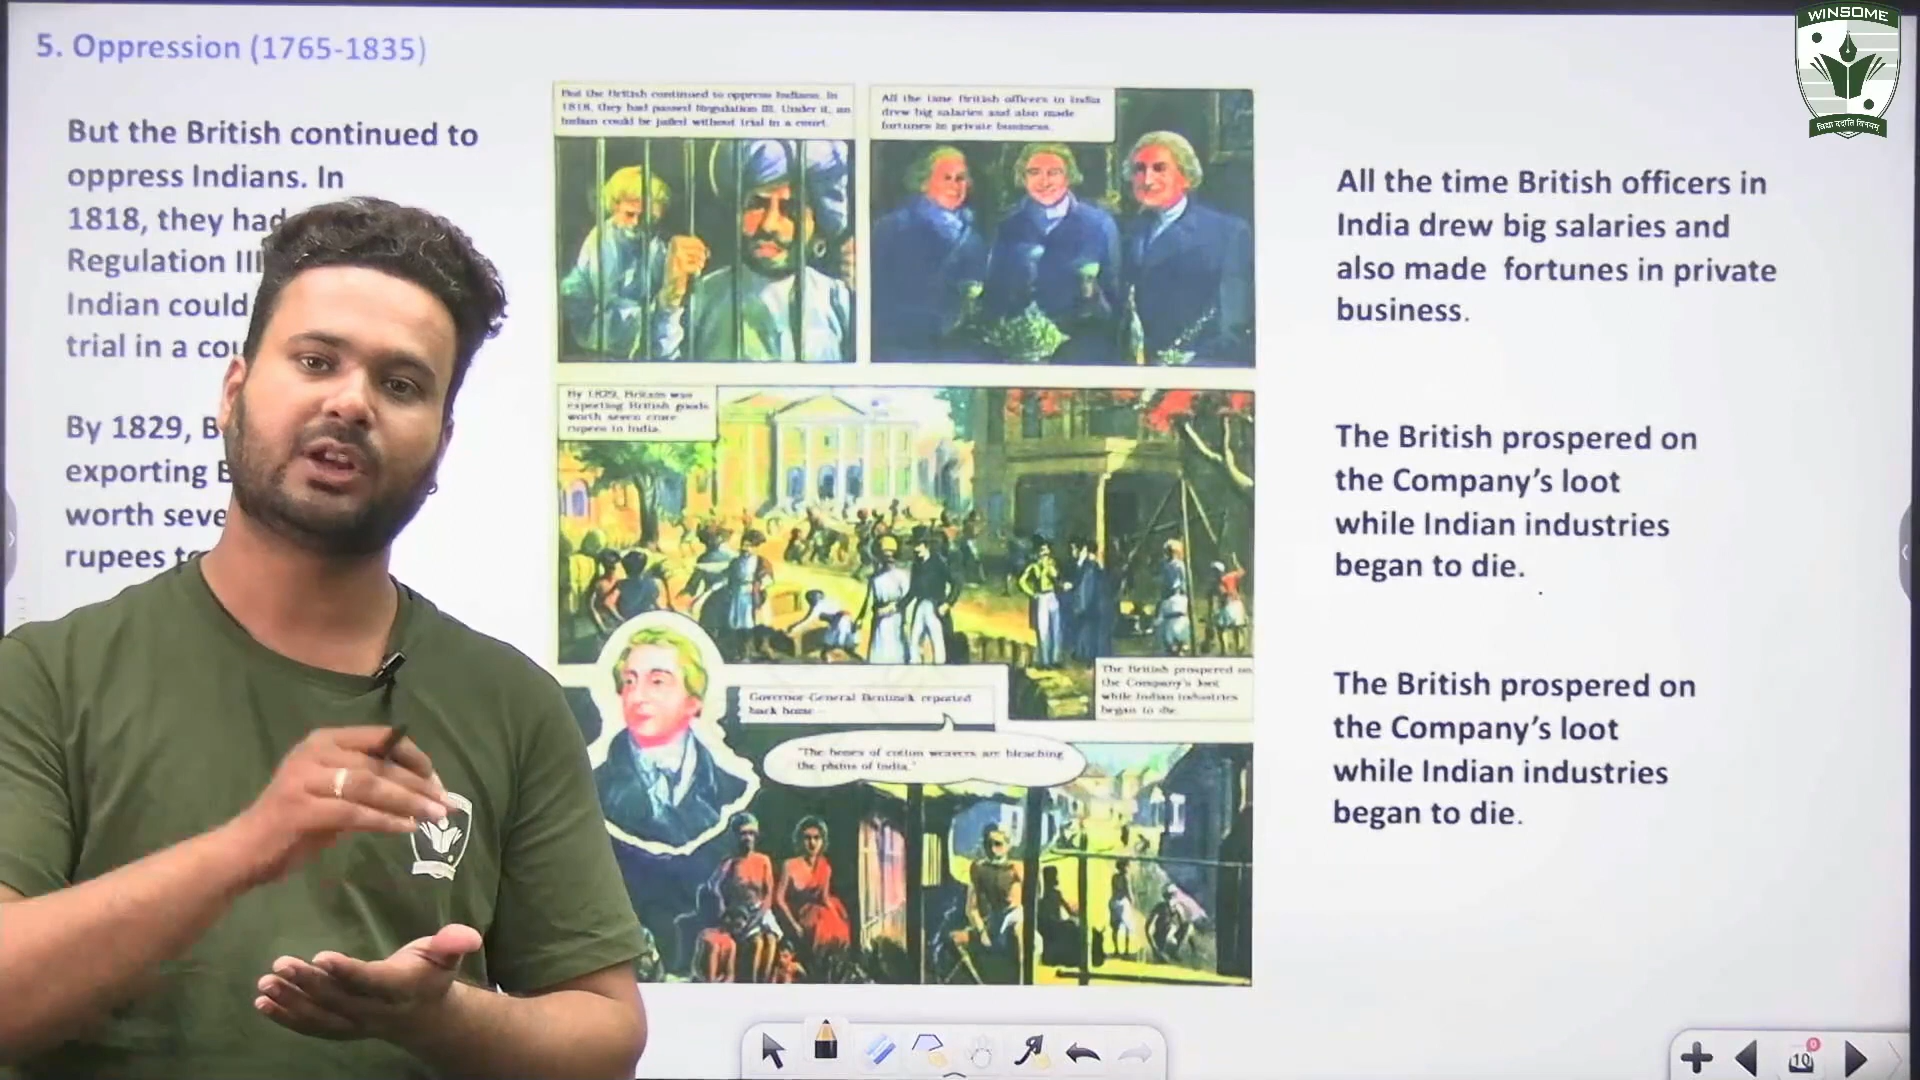 5. Oppression (1765-1835)
But the British continued to
oppress Indians. In
1818, they had
Regulation III
Indian could
trial in a
By 1829,
exporting
worth
rupees
But the British continued to oppress Indians. In
1818, they had passed Regulation III. Under it, an
Indian could be jailed without trial in a court.
All the time British officers in India
drew big salaries and also made
fortunes in private business.
By 1829, Britain was
exporting British goods
worth seven crore
rupees to India.
The British prospered on
the Company's loot
while Indian industries
began to die.
Governor-General Bentinck reported
back home
"The bones of cotton weavers are bleaching
the plains of India."
All the time British officers in
India drew big salaries and
also made fortunes in private
business.
The British prospered on
the Company’s loot
while Indian industries
began to die.
The British prospered on
the Company’s loot
while Indian industries
began to die.
WINSOME
विद्या ददाति विनयम्
10
0